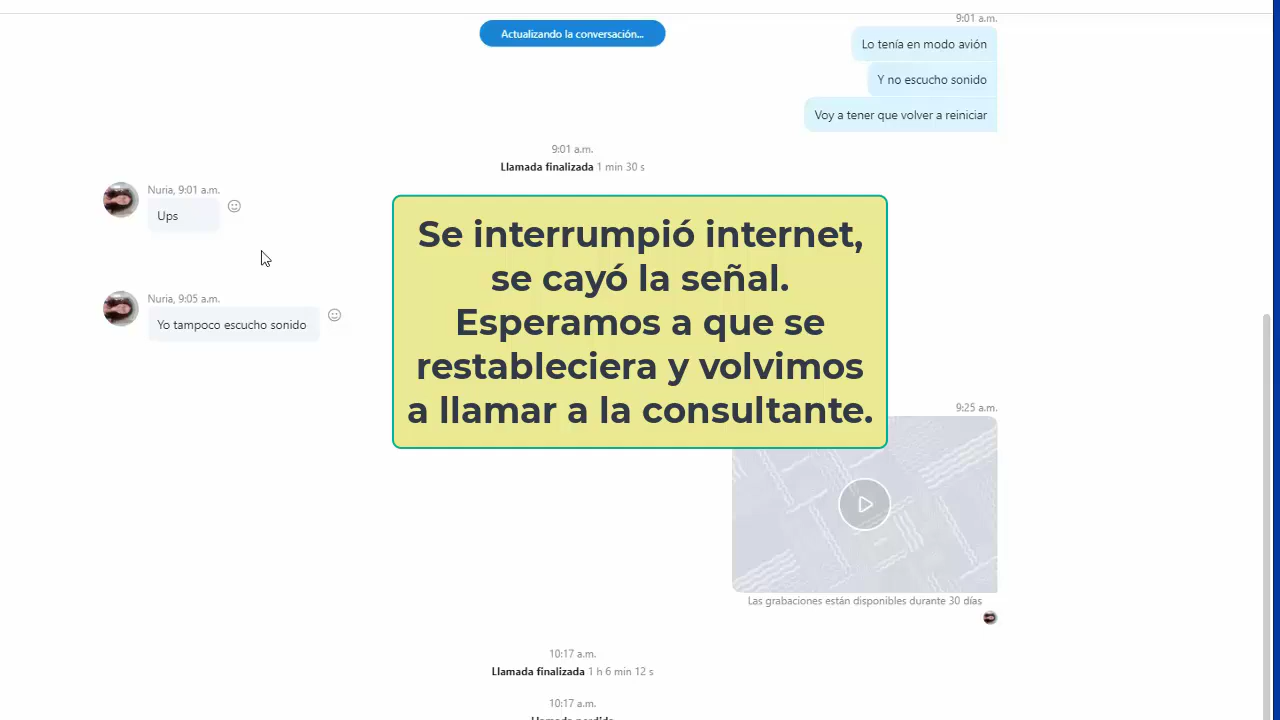 9:01 a.m.
Actualizando la conversación...
Lo tenía en modo avión
Y no escucho sonido
Voy a tener que volver a reiniciar
9:01 a.m.
Llamada finalizada 1 min 30 s
Nuria, 9:01 a.m.
Ups
Se interrumpió internet,
se cayó la señal.
Esperamos a que se
restableciera y volvimos
a llamar a la consultante.
Nuria, 9:05 a.m.
Yo tampoco escucho sonido
9:25 a.m.
Las grabaciones están disponibles durante 30 días
10:17 a.m.
Llamada finalizada 1 h 6 min 12 s
10:17 a.m.
Llamada perdida